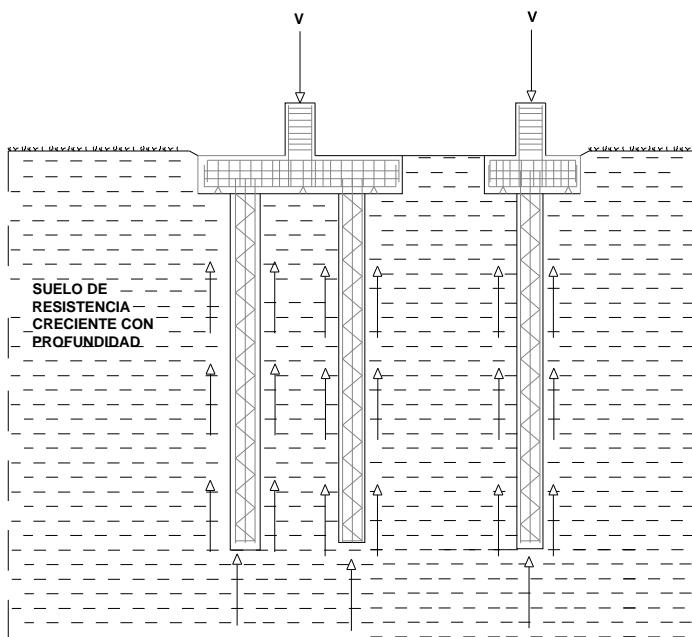 V
V
SUELO DE
RESISTENCIA
CRECIENTE CON
PROFUNDIDAD